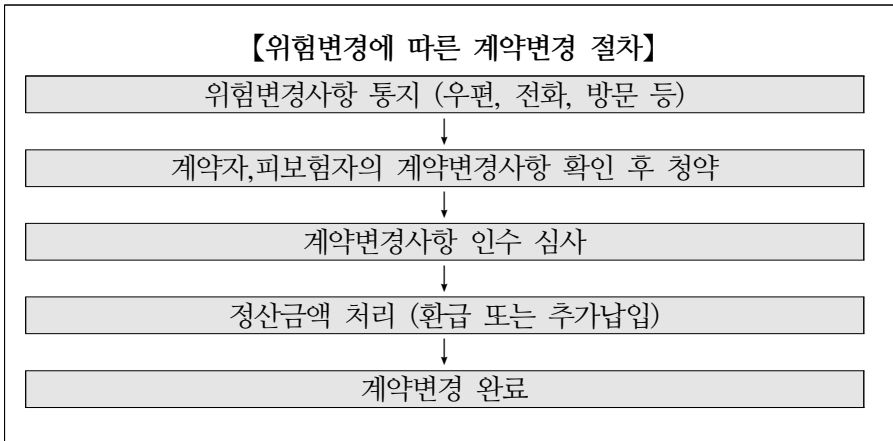 【위험변경에 따른 계약변경 절차】
위험변경사항 통지 (우편, 전화, 방문 등)
계약자,피보험자의 계약변경사항 확인 후 청약
계약변경사항 인수 심사
정산금액 처리 (환급 또는 추가납입)
계약변경 완료